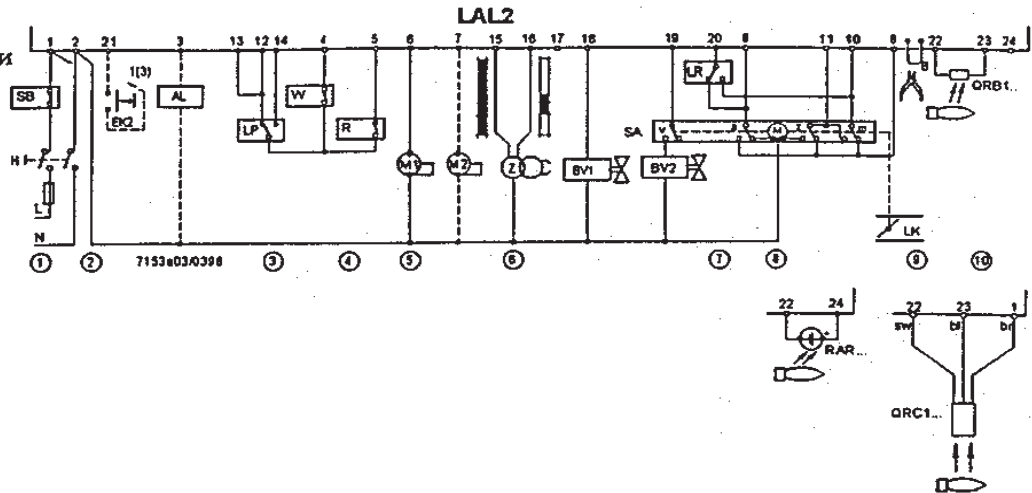 LAL2
1 2 21 3 13 12 14 4 5 6 7 15 16 17 18 19 20 9 11 10 8 22 23 24
SB
1(3)
EK2
AL
W
LP
R
LR
SA
QRB1...
H
M1
M2
Z
BV1
BV2
M
L
N
LK
1 2 7153a03/0398 3 4 5 6 7 8 9 10
22 24
RAR...
22 23 1
sw bl br
QRC1...